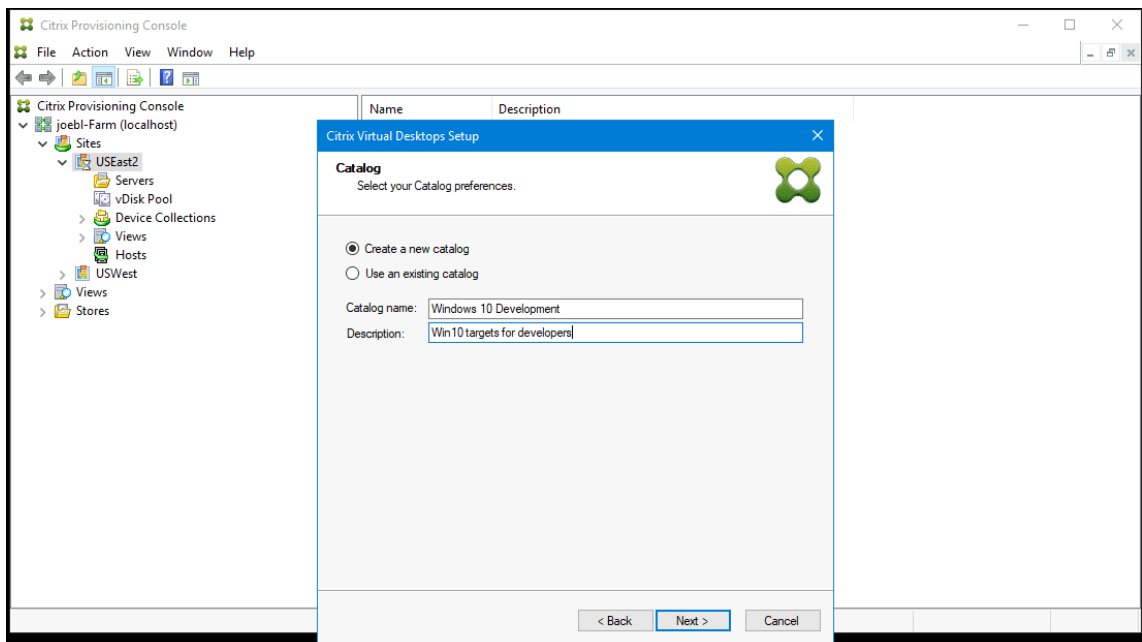 Citrix Provisioning Console
File Action View Window Help
Citrix Provisioning Console
joebl-Farm (localhost)
Sites
USEast2
Servers
vDisk Pool
Device Collections
Views
Hosts
USWest
Views
Stores
Name Description
Citrix Virtual Desktops Setup
Catalog
Select your Catalog preferences.
Create a new catalog
Use an existing catalog
Catalog name: Windows 10 Development
Description: Win10 targets for developers
< Back Next > Cancel